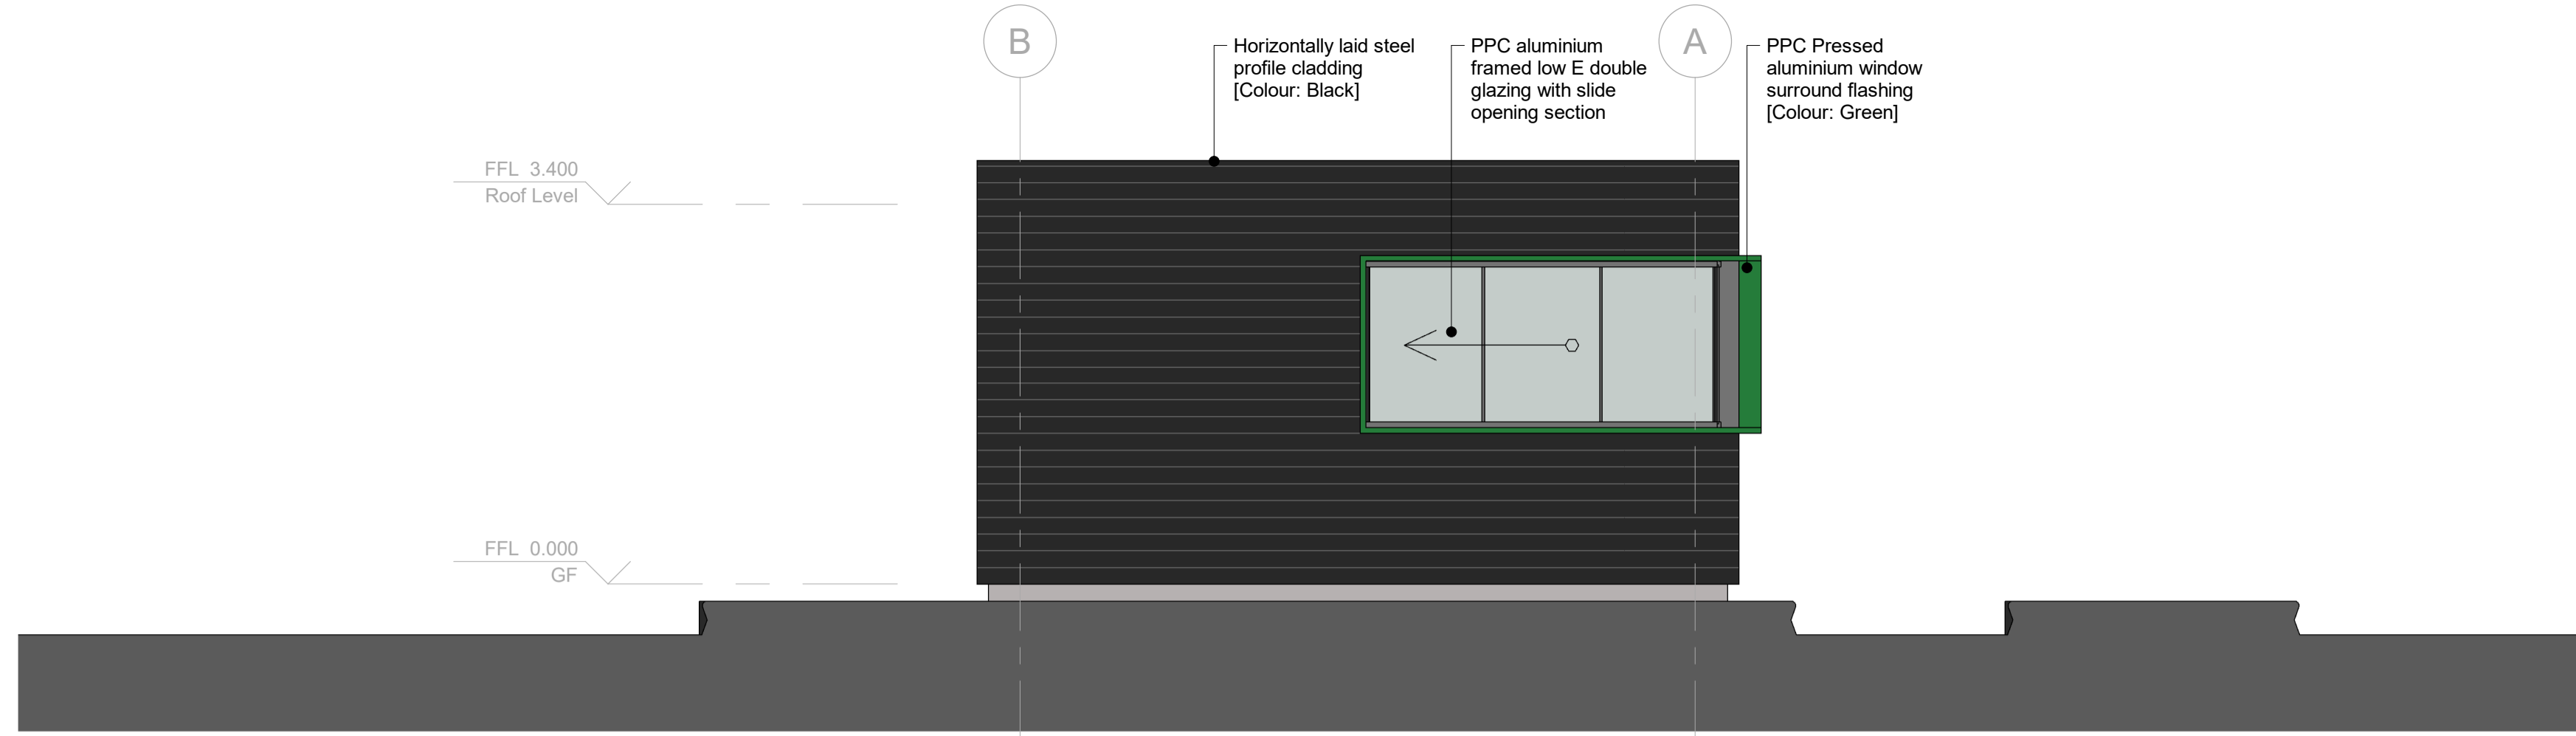 B
A
Horizontally laid steel
profile cladding
[Colour: Black]
PPC aluminium
framed low E double
glazing with slide
opening section
PPC Pressed
aluminium window
surround flashing
[Colour: Green]
FFL 3.400
Roof Level
FFL 0.000
GF